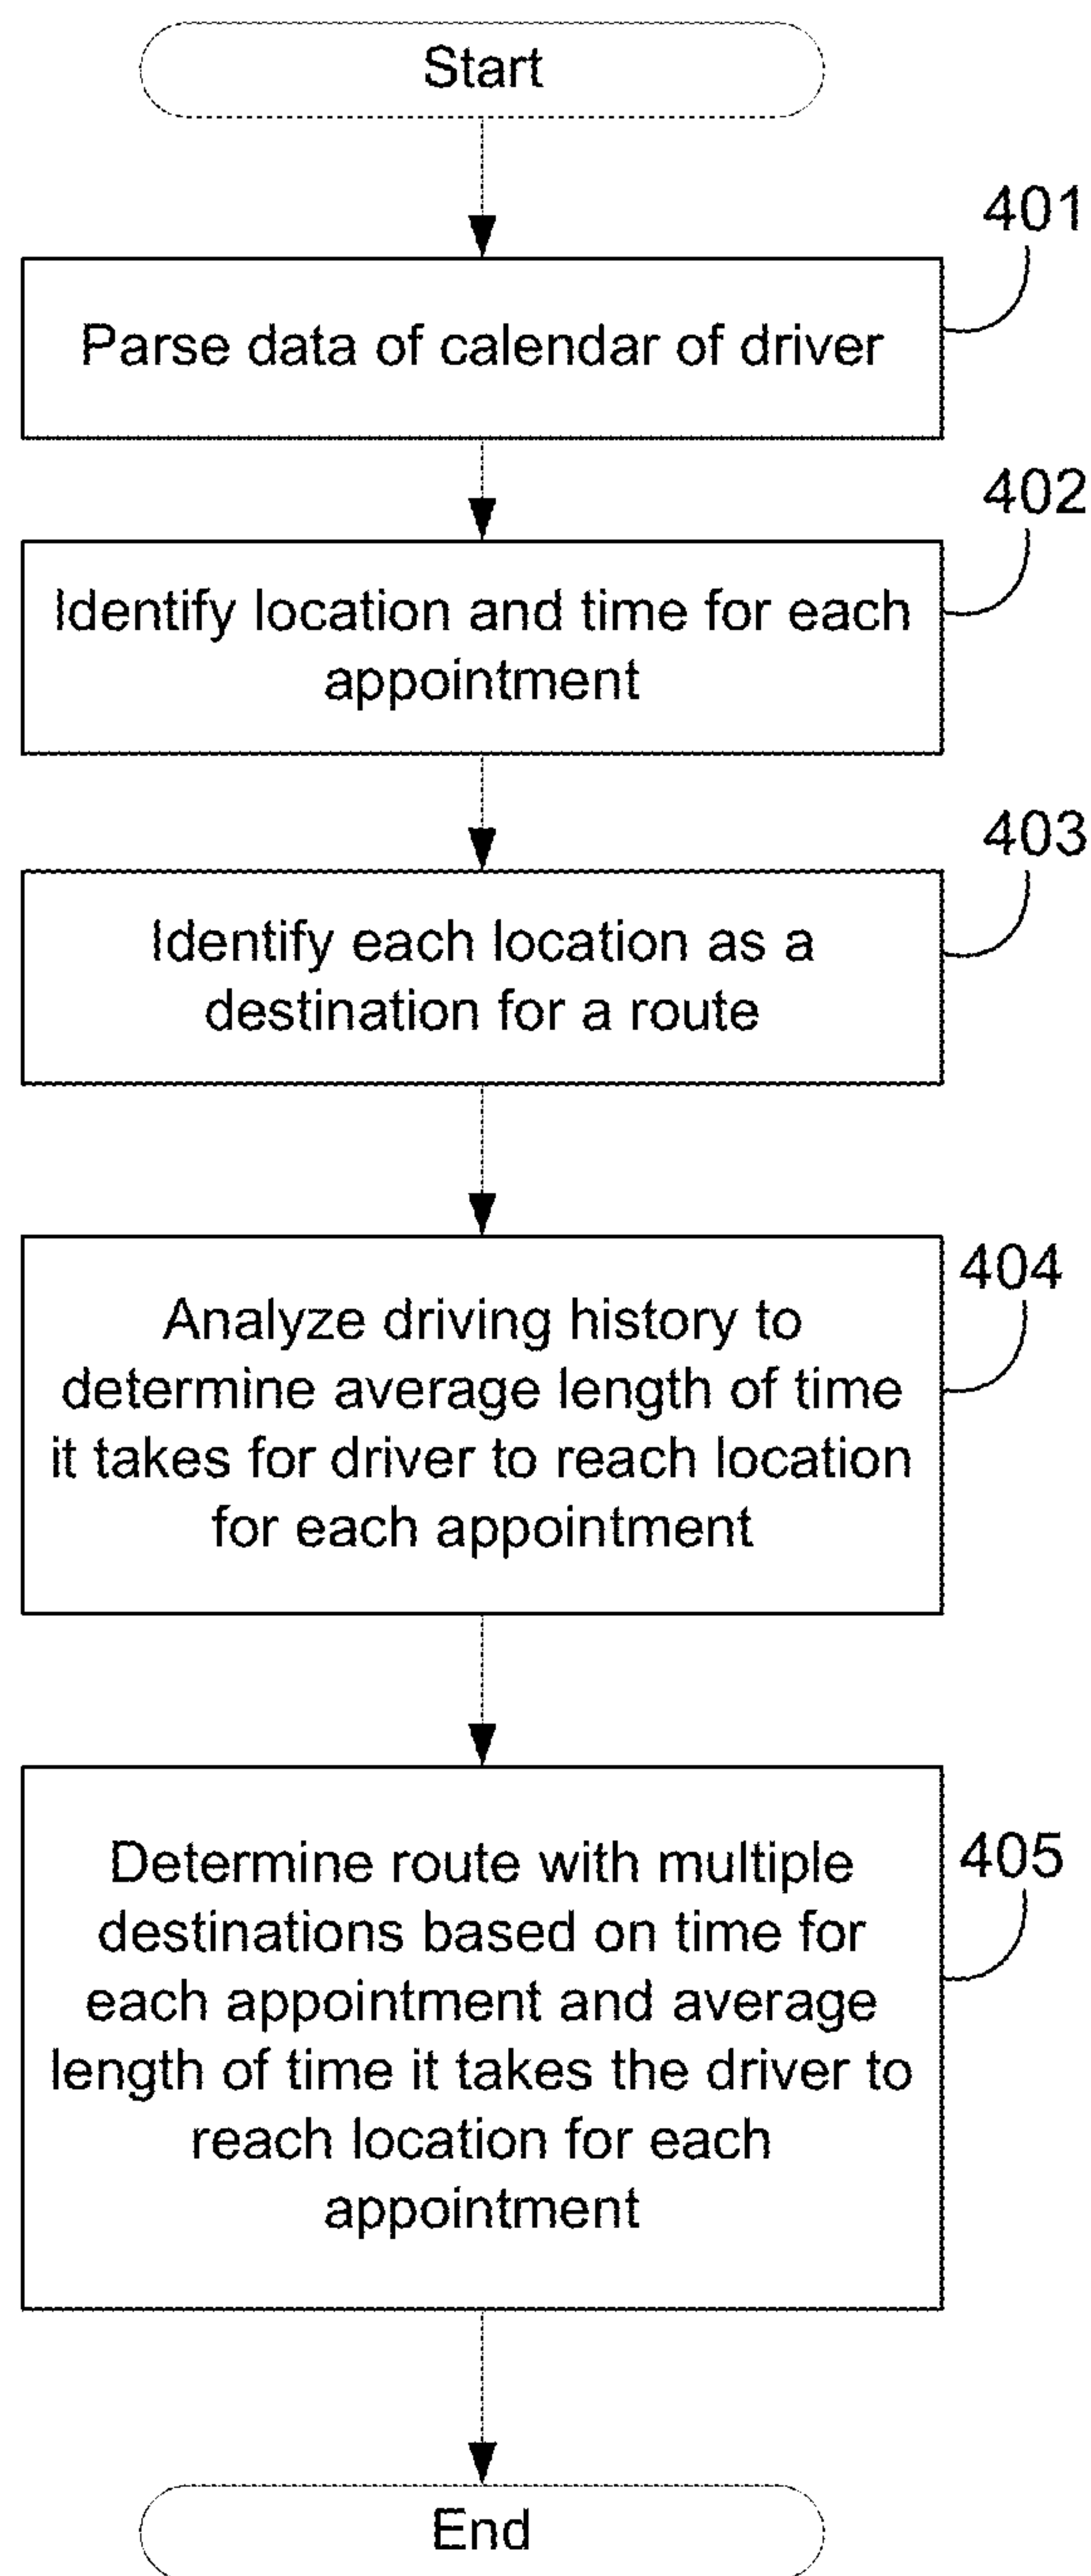 Start
401
Parse data of calendar of driver
402
Identify location and time for each
appointment
403
Identify each location as a
destination for a route
404
Analyze driving history to
determine average length of time
it takes for driver to reach location
for each appointment
405
Determine route with multiple
destinations based on time for
each appointment and average
length of time it takes the driver to
reach location for each
appointment
End